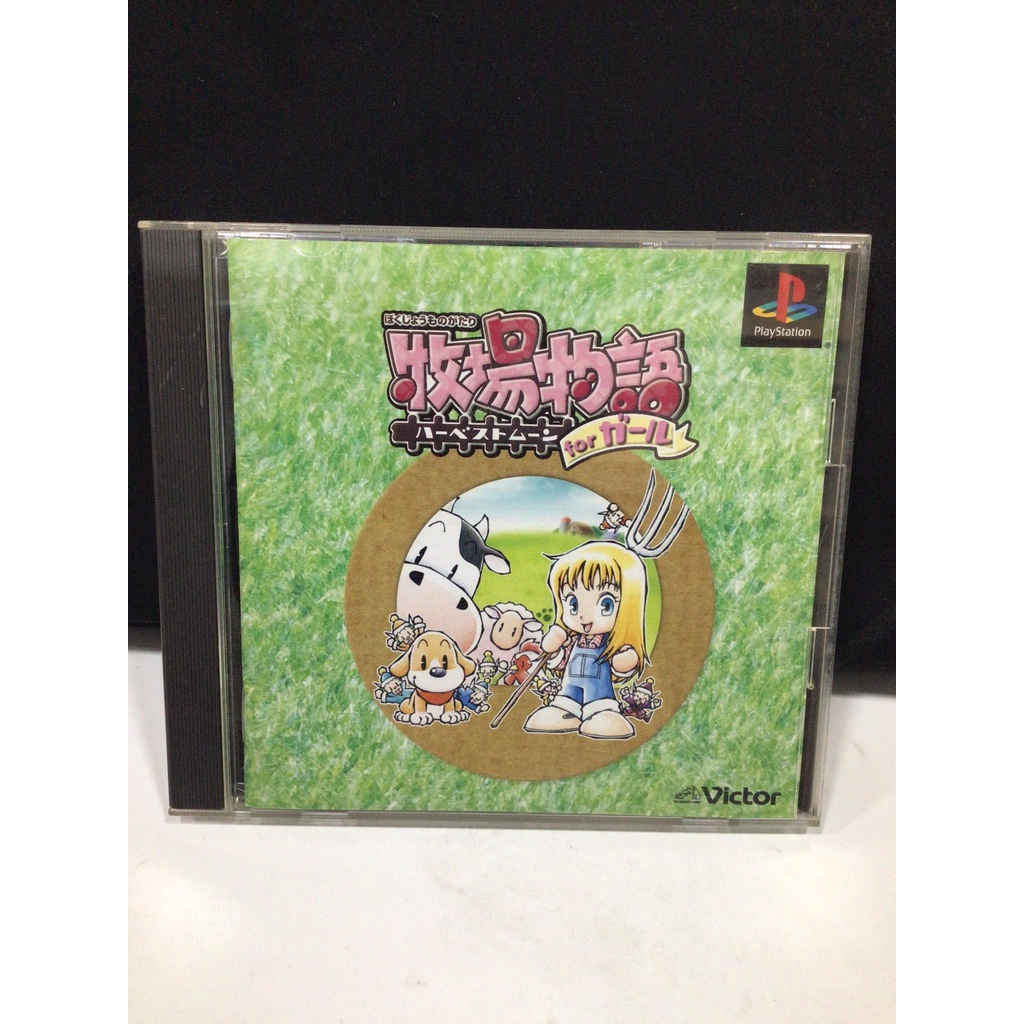 ぼくじょうものがたり
牧場物語
ハーベストムーン
for ガール
PlayStation
Victor